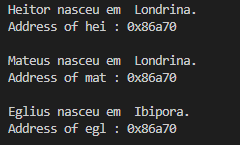 Heitor nasceu em  Londrina.
Address of hei : 0x86a70
Mateus nasceu em  Londrina.
Address of mat : 0x86a70
Eglius nasceu em  Ibipora.
Address of egl : 0x86a70